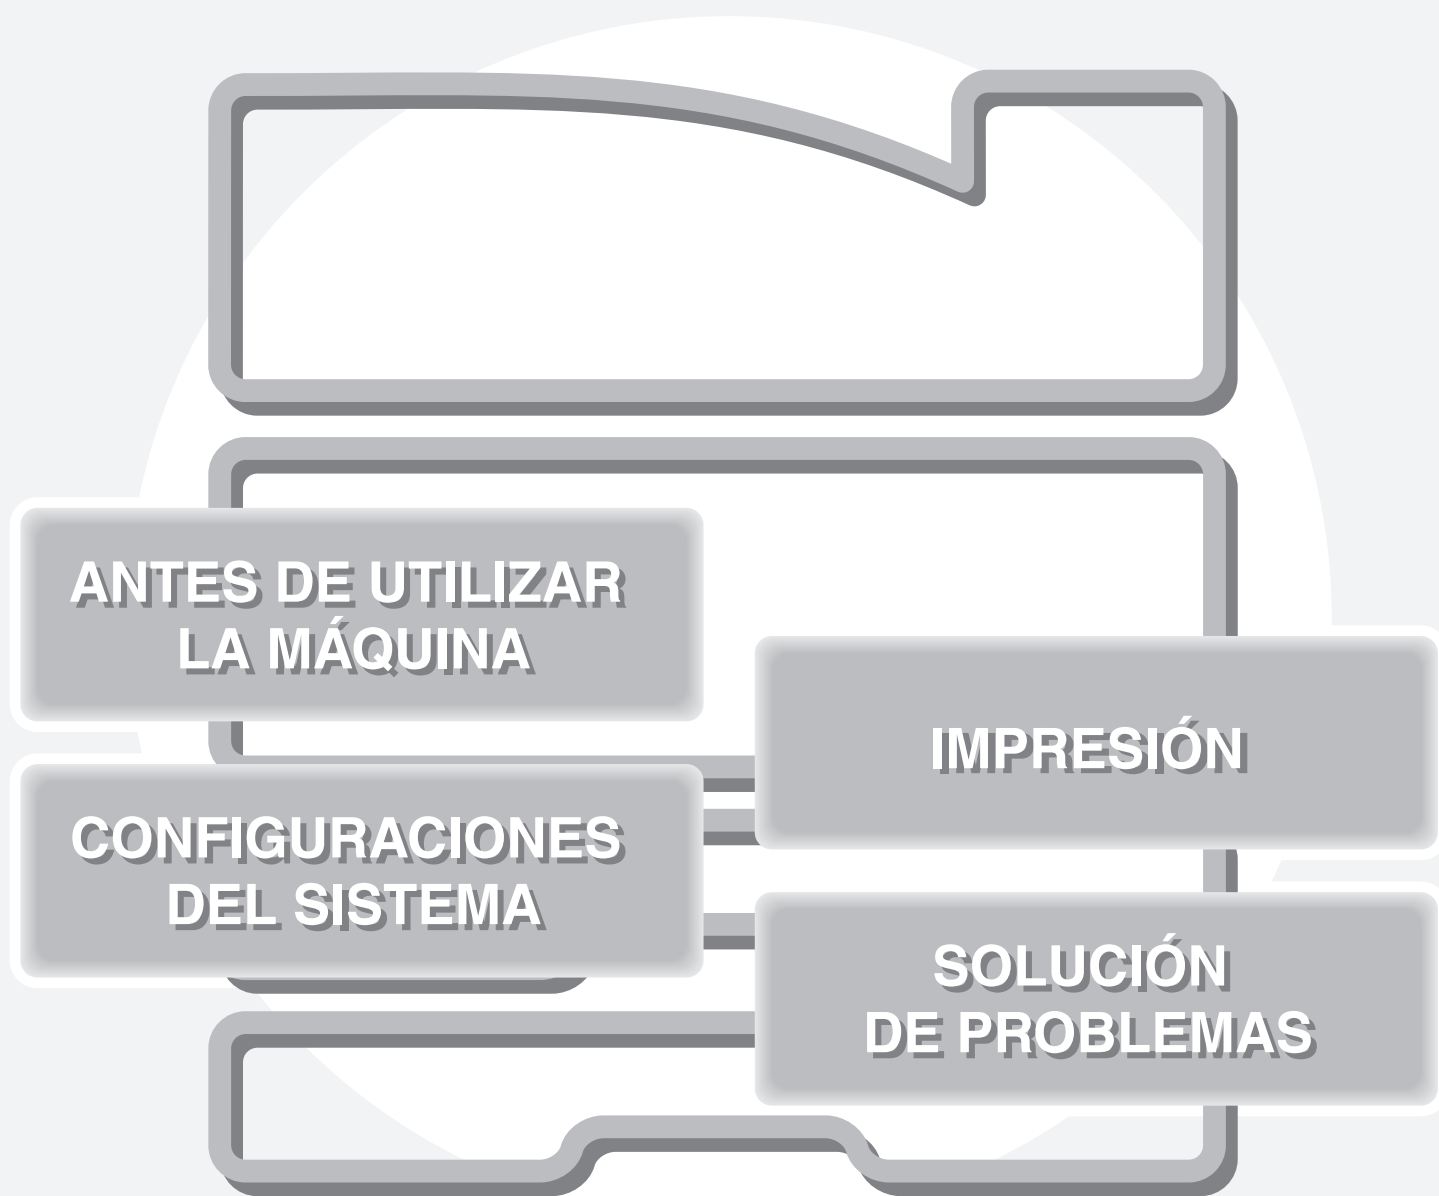 ANTES DE UTILIZAR
LA MÁQUINA
IMPRESIÓN
CONFIGURACIONES
DEL SISTEMA
SOLUCIÓN
DE PROBLEMAS